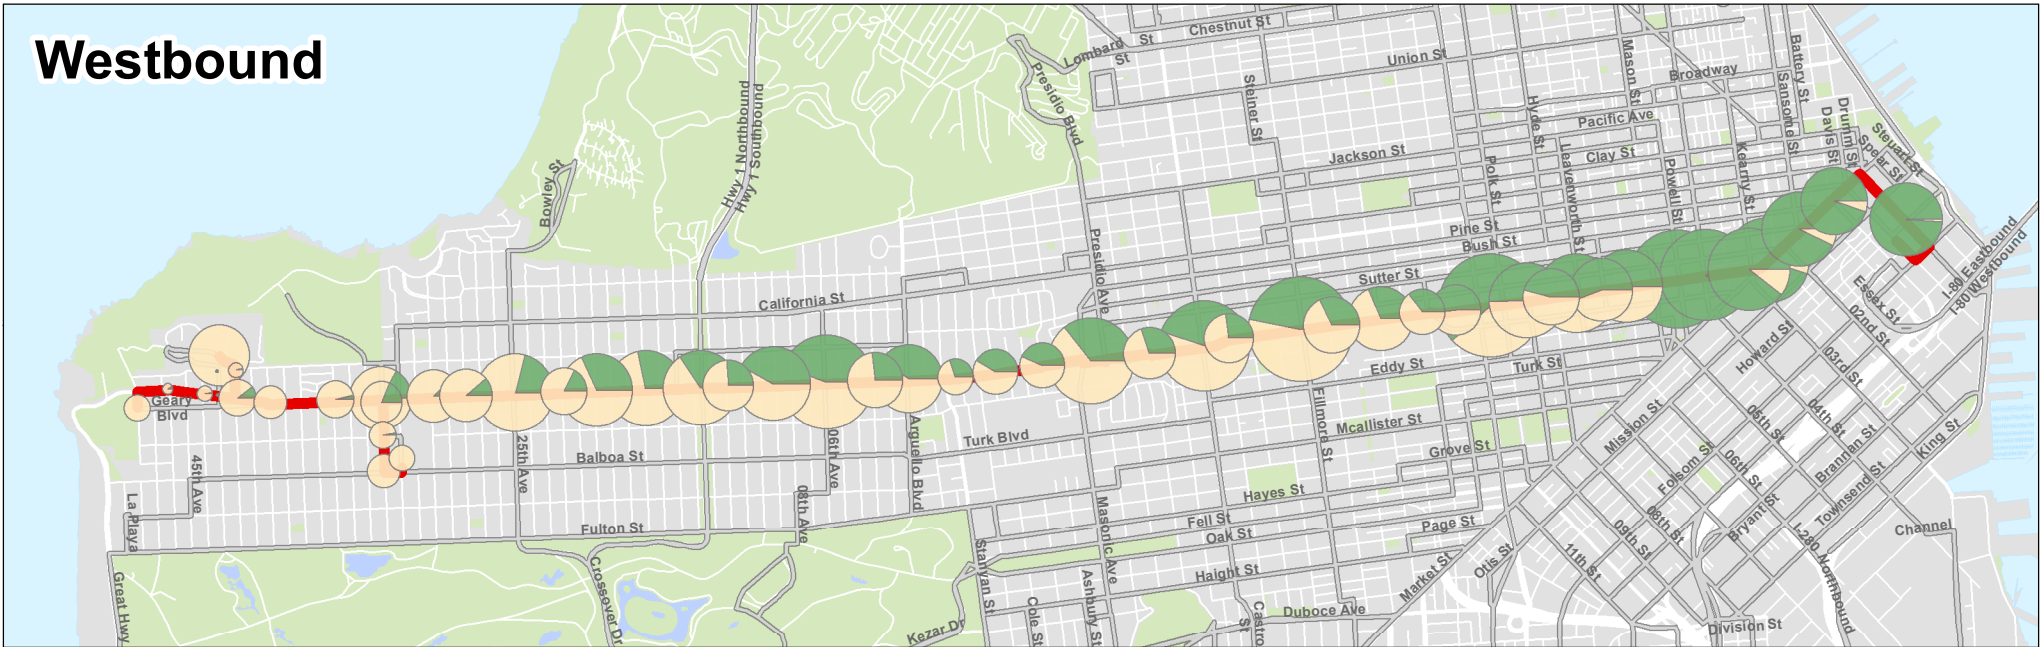 Westbound
Chestnut St
Lombard St
St
Union St
Broadway
Mason St
Battery St
Sansome St
Drumm St
Davis St
Steuart St
Spear St
Presidio Blvd
Steiner St
Hyde St
Pacific Ave
Hwy 1 Northbound
Hwy 1 Southbound
Jackson St
Clay St
Kearny St
Polk St
Leavenworth St
Powell St
Bowley St
Pine St
Bush St
Presidio Ave
Sutter St
California St
I-80 Eastbound
I-80 Westbound
Essex St
02nd St
Howard St
Eddy St
Turk St
03rd St
Geary
Blvd
Fillmore St
Mission St
04th St
05th St
Mcallister St
Turk Blvd
Arguello Blvd
06th Ave
25th Ave
Balboa St
45th Ave
Grove St
Folsom St
06th St
Brannan St
King St
Townsend St
La Playa
08th Ave
Hayes St
Masonic Ave
Fulton St
Fell St
Oak St
Page St
08th St
09th St
Bryant St
I-280 Northbound
Channel
Stanyan St
Crossover Dr
Great Hwy
Haight St
Market St
Otis St
11th St
Ashbury St
Cole St
Kezar Dr
Castro
St
Duboce Ave
Division St